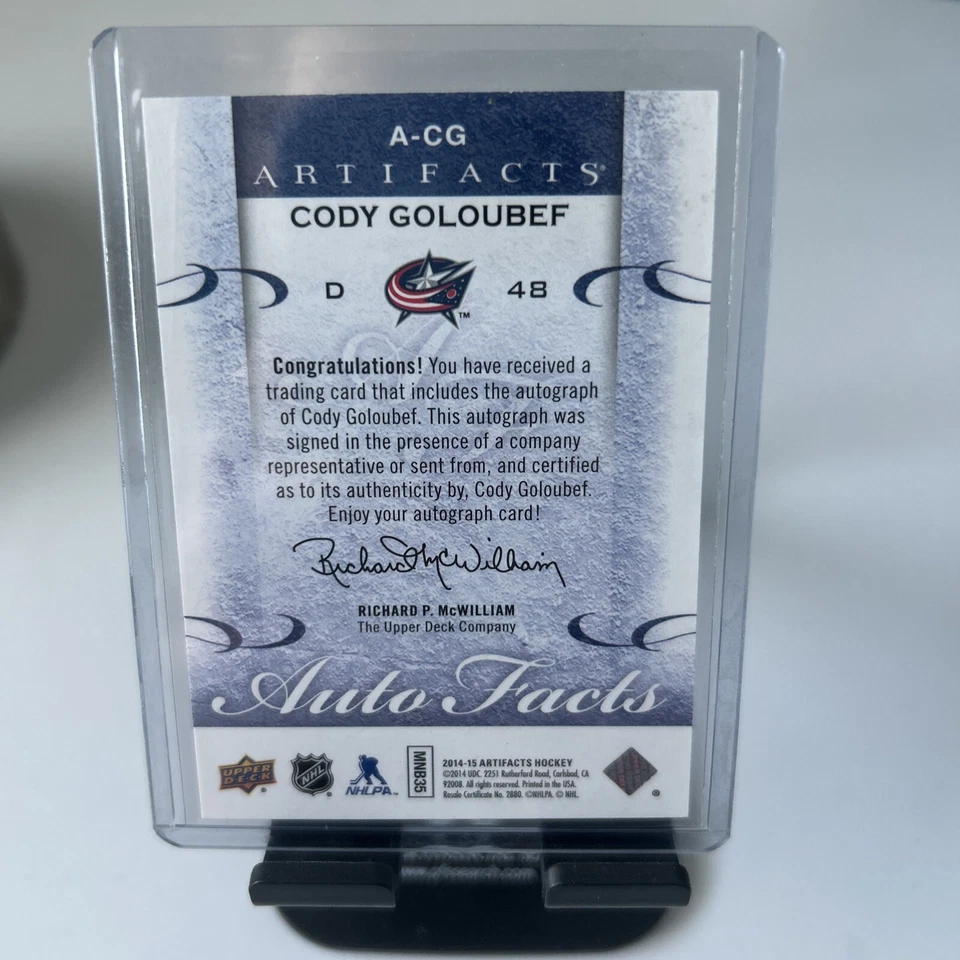 A-CG
ARTIFACTS®
CODY GOLOUBEF
D 48
TM
Congratulations! You have received a
trading card that includes the autograph
of Cody Goloubef. This autograph was
signed in the presence of a company
representative or sent from, and certified
as to its authenticity by, Cody Goloubef.
Enjoy your autograph card!
Richard McWilliam
RICHARD P. McWILLIAM
The Upper Deck Company
Auto Facts
UPPER DECK ®
NHL ®
NHLPA TM
MNB35
2014-15 ARTIFACTS HOCKEY
©2014 UDC. 2251 Rutherford Road, Carlsbad, CA
92008. All rights reserved. Printed in the USA.
Resale Certificate No. 2880. ©NHLPA. © NHL.
®